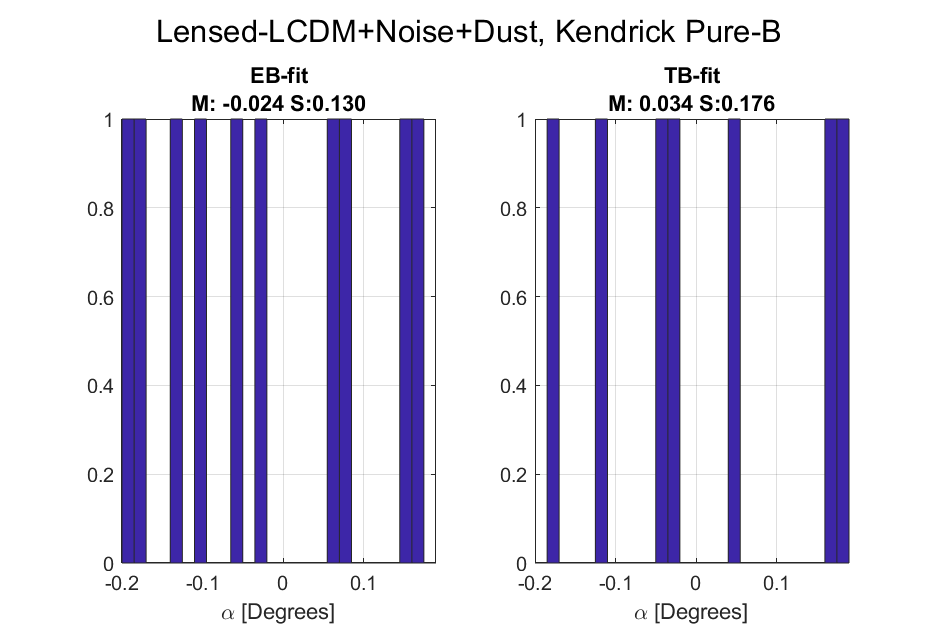 Lensed-LCDM+Noise+Dust, Kendrick Pure-B
EB-fit
M: -0.024 S:0.130
1
0.8
0.6
0.4
0.2
0
-0.2
-0.1
0
0.1
α [Degrees]
TB-fit
M: 0.034 S:0.176
1
0.8
0.6
0.4
0.2
0
-0.2
-0.1
0
0.1
α [Degrees]